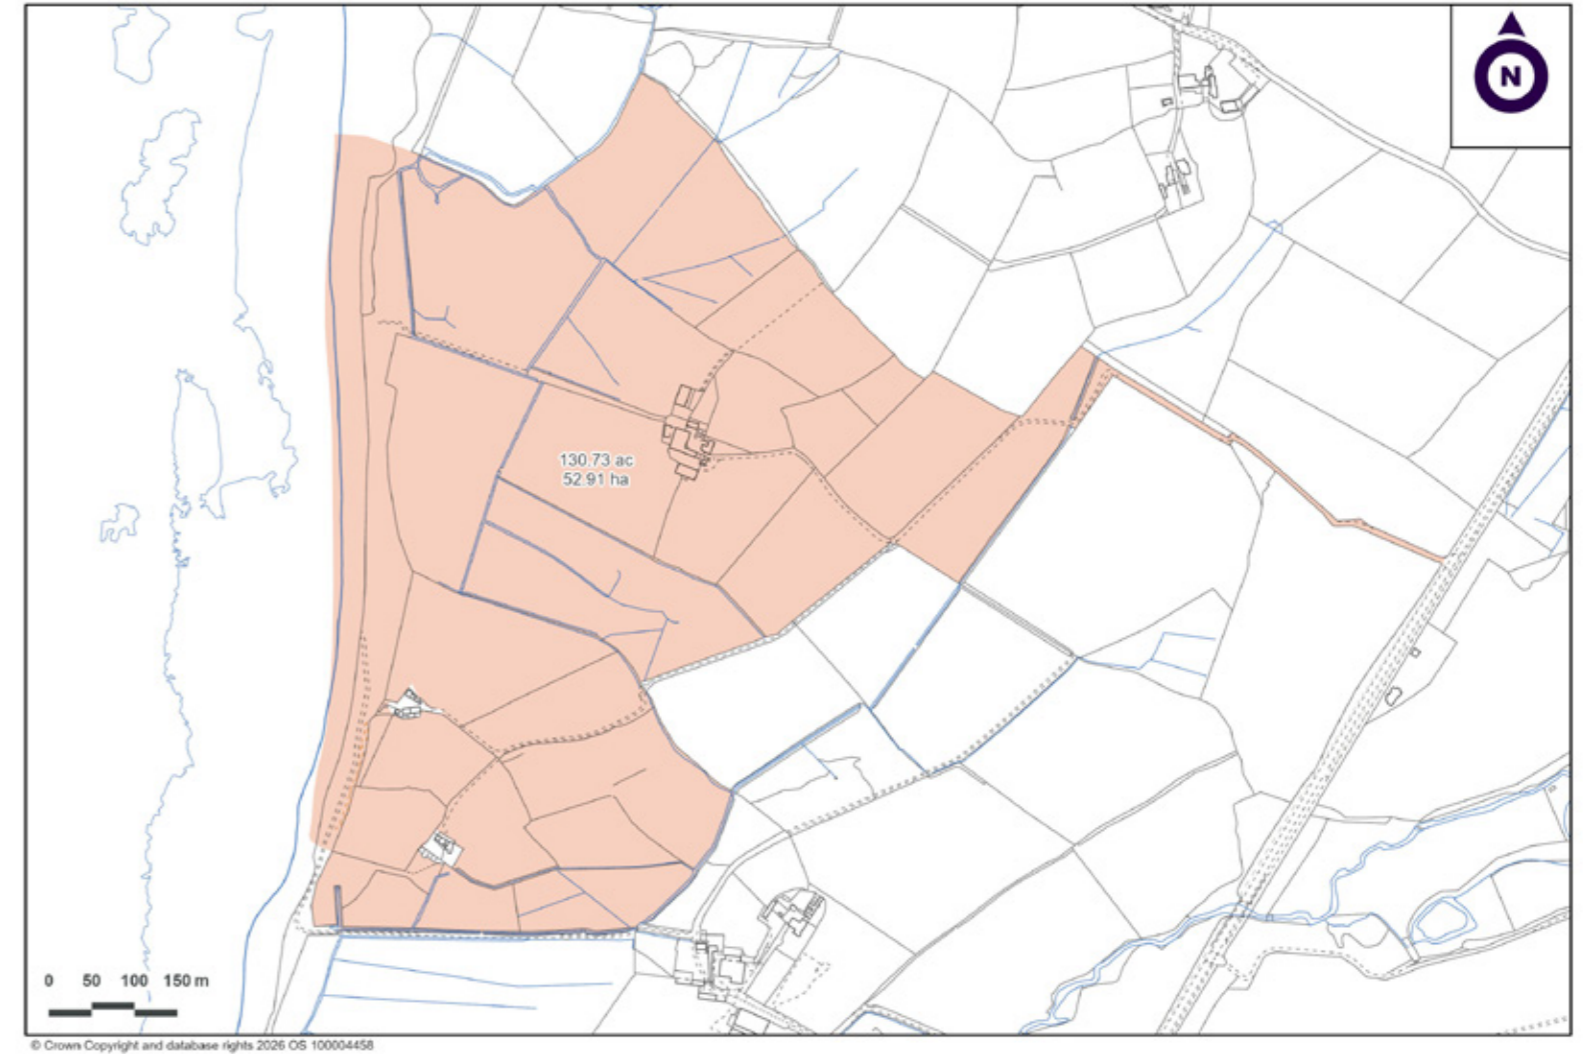 N
130.73 ac
52.91 ha
0 50 100 150 m
© Crown Copyright and database rights 2026 OS 100004458